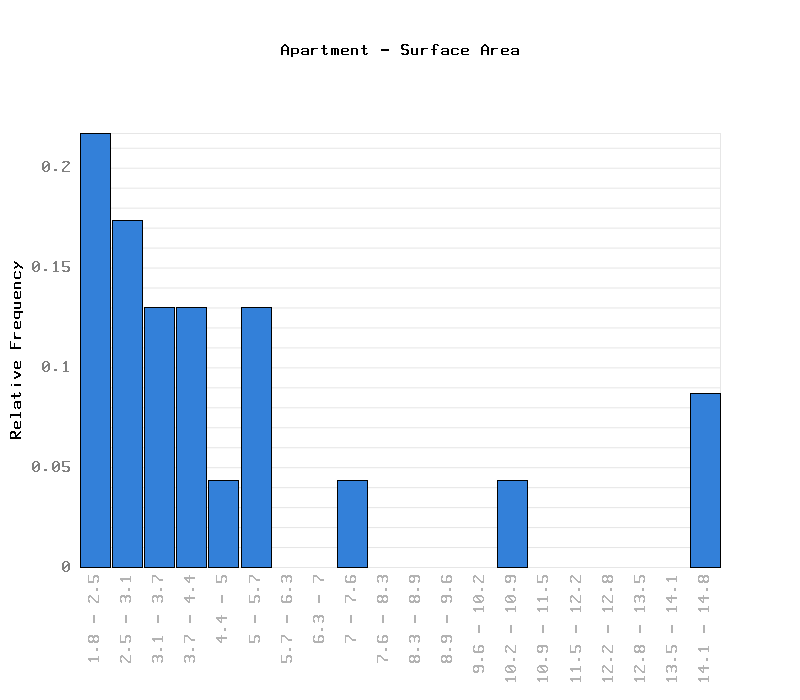 Apartment - Surface Area
Relative Frequency
0.2
0.15
0.1
0.05
0
1.8 - 2.5
2.5 - 3.1
3.1 - 3.7
3.7 - 4.4
4.4 - 5
5 - 5.7
5.7 - 6.3
6.3 - 7
7 - 7.6
7.6 - 8.3
8.3 - 8.9
8.9 - 9.6
9.6 - 10.2
10.2 - 10.9
10.9 - 11.5
11.5 - 12.2
12.2 - 12.8
12.8 - 13.5
13.5 - 14.1
14.1 - 14.8